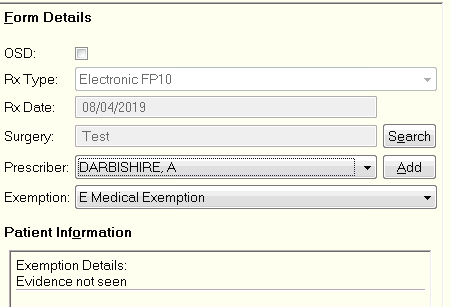 Form Details
OSD:
Rx Type: Electronic FP10
Rx Date: 08/04/2019
Surgery: Test Search
Prescriber: DARBISHIRE, A Add
Exemption: E Medical Exemption
Patient Information
Exemption Details:
Evidence not seen